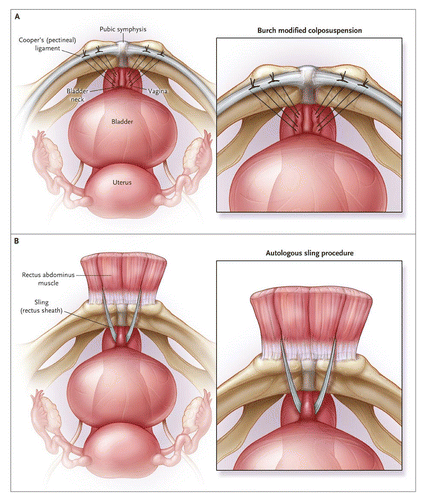 A
Pubic symphysis
Cooper's (pectineal)
ligament
Bladder
neck
Vagina
Bladder
Uterus
Burch modified colposuspension
B
Rectus abdominus
muscle
Sling
(rectus sheath)
Autologous sling procedure